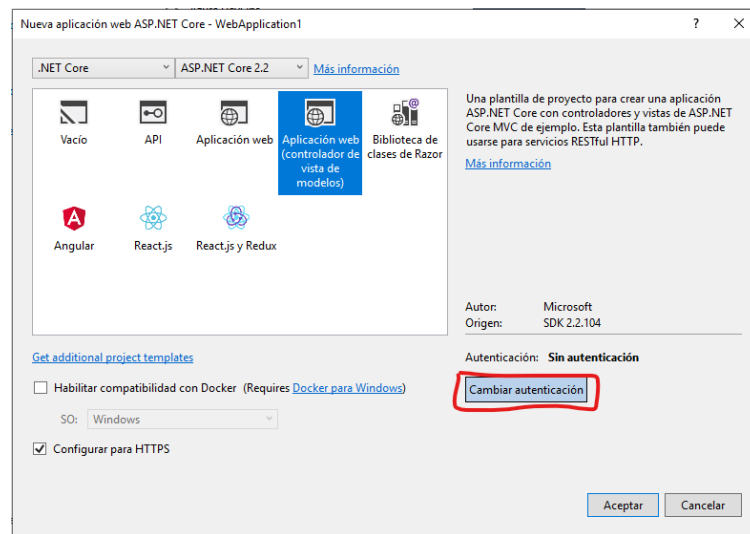 Nueva aplicación web ASP.NET Core - WebApplication1
?
.NET Core
ASP.NET Core 2.2
Más información
Vacío
API
Aplicación web
Aplicación web
(controlador de
vista de
modelos)
Biblioteca de
clases de Razor
Angular
React.js
React.js y Redux
Una plantilla de proyecto para crear una aplicación
ASP.NET Core con controladores y vistas de ASP.NET
Core MVC de ejemplo. Esta plantilla también puede
usarse para servicios RESTful HTTP.
Más información
Autor: Microsoft
Origen: SDK 2.2.104
Get additional project templates
Habilitar compatibilidad con Docker (Requires Docker para Windows)
SO: Windows
Configurar para HTTPS
Autenticación: Sin autenticación
Cambiar autenticación
Aceptar
Cancelar